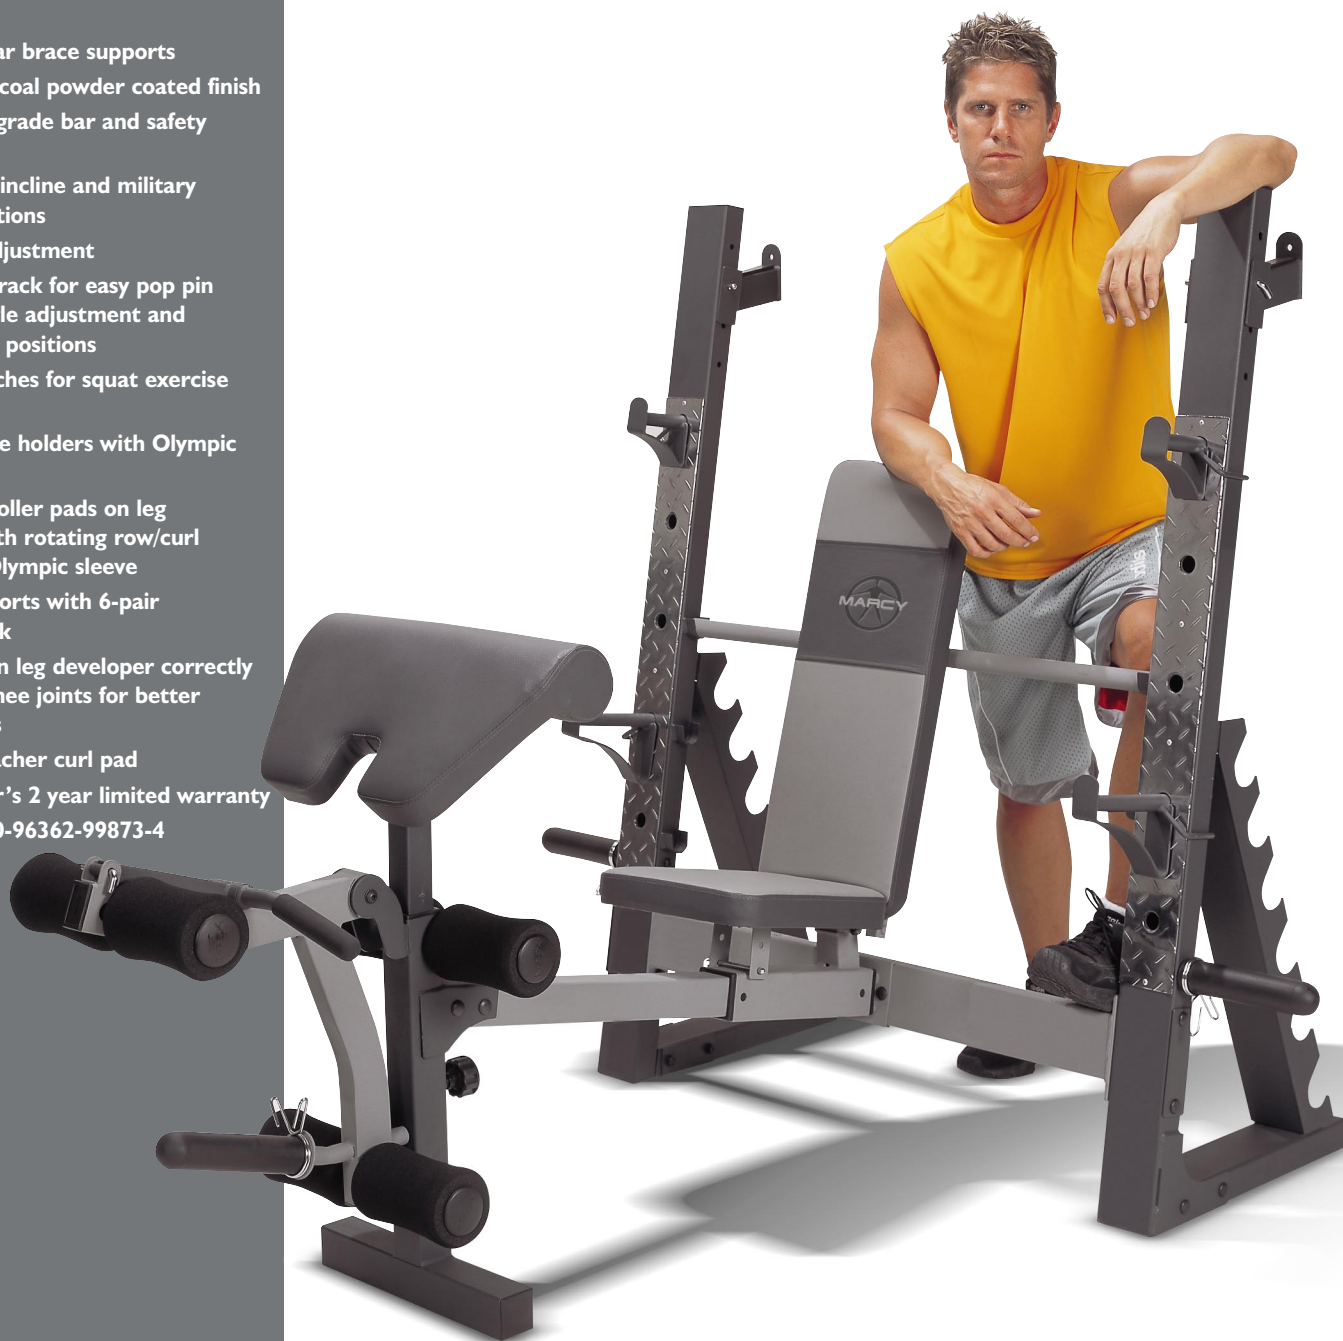 ar brace supports
coal powder coated finish
grade bar and safety
incline and military
tions
ljustment
rack for easy pop pin
le adjustment and
positions
ches for squat exercise
e holders with Olympic
oller pads on leg
th rotating row/curl
Olympic sleeve
orts with 6-pair
k
n leg developer correctly
nee joints for better
s
acher curl pad
r’s 2 year limited warranty
0-96362-99873-4
MARCY